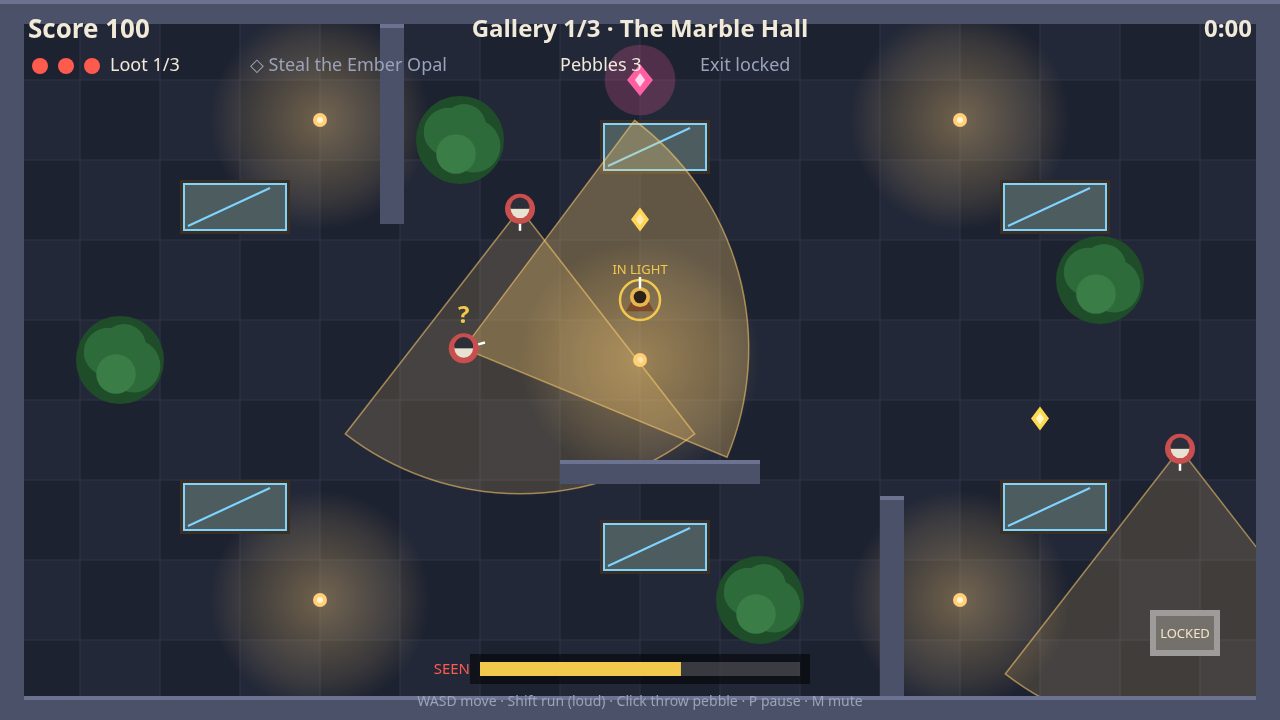 Score 100
Gallery 1/3 · The Marble Hall
0:00
Loot 1/3
◇ Steal the Ember Opal
Pebbles 3
Exit locked
IN LIGHT
?
LOCKED
SEEN
WASD move · Shift run (loud) · Click throw pebble · P pause · M mute